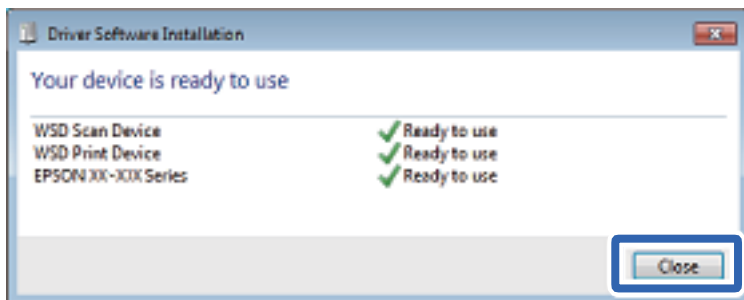 Driver Software Installation
Your device is ready to use
WSD Scan Device Ready to use
WSD Print Device Ready to use
EPSON XX-XXX Series Ready to use
Close